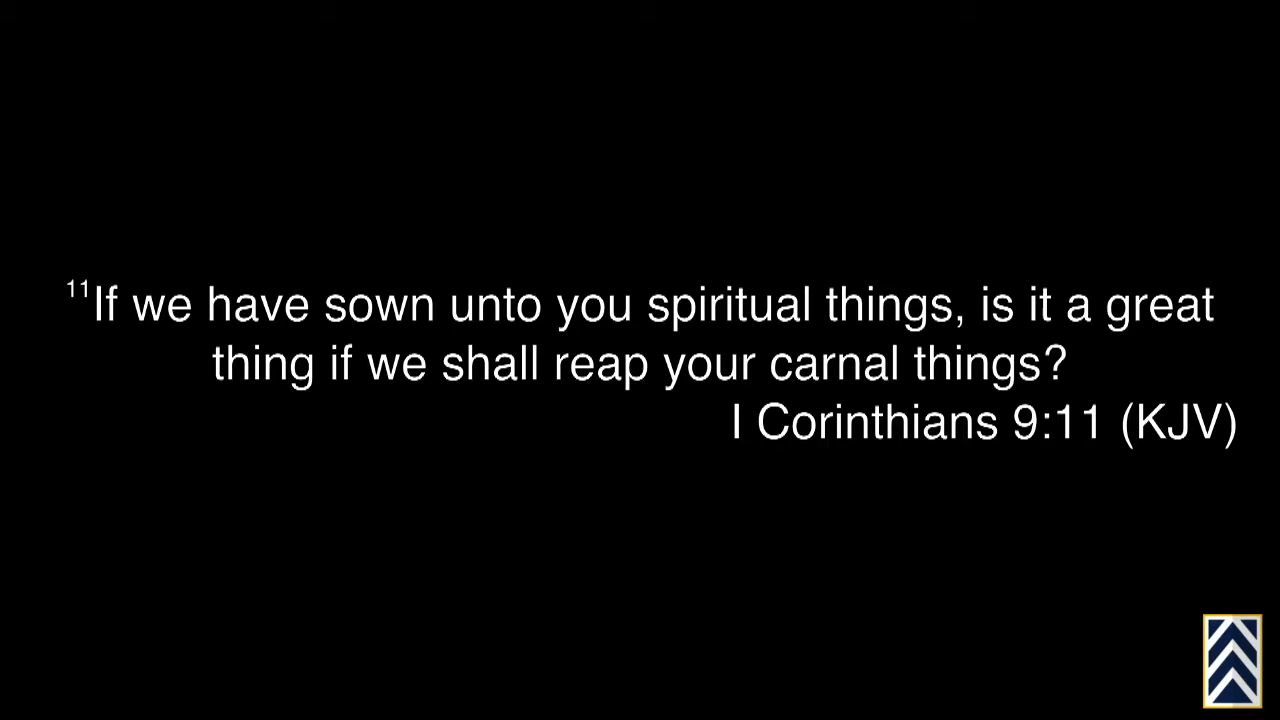 ¹¹If we have sown unto you spiritual things, is it a great
thing if we shall reap your carnal things?
I Corinthians 9:11 (KJV)